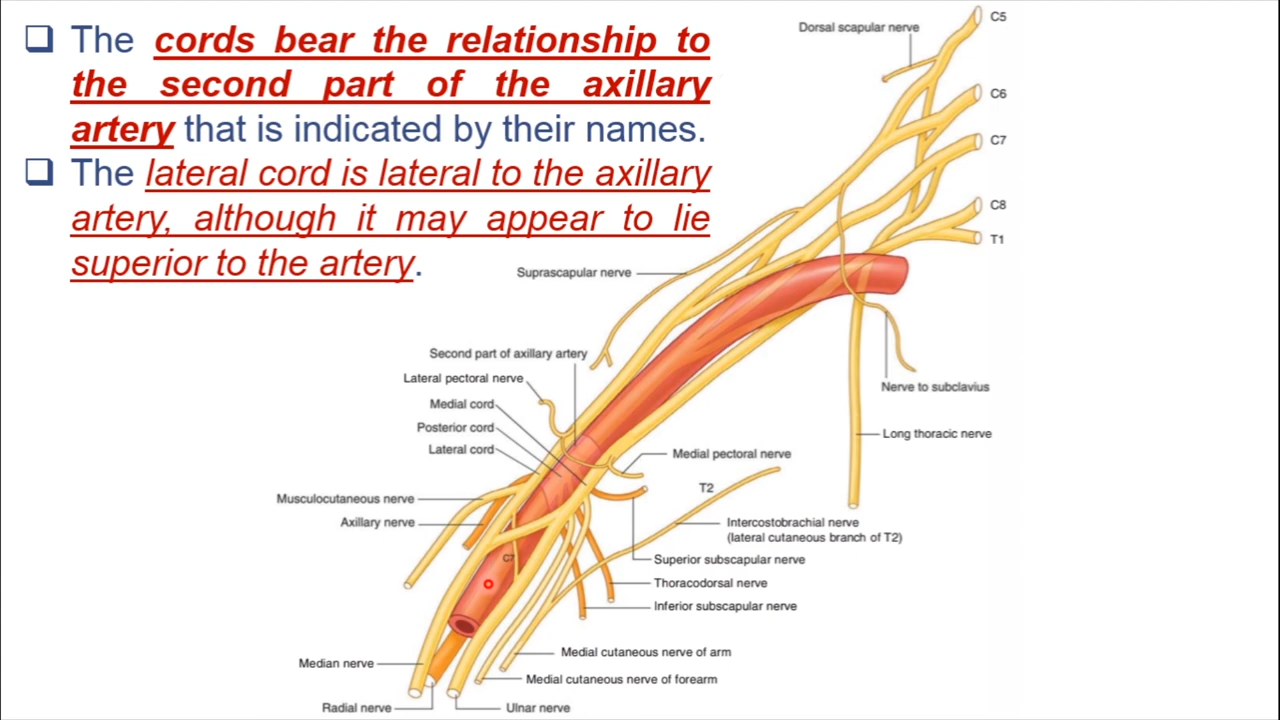 ❑ The cords bear the relationship to
the second part of the axillary
artery that is indicated by their names.
❑ The lateral cord is lateral to the axillary
artery, although it may appear to lie
superior to the artery.
Dorsal scapular nerve
C5
C6
C7
C8
T1
Suprascapular nerve
Second part of axillary artery
Lateral pectoral nerve
Medial cord
Posterior cord
Lateral cord
Nerve to subclavius
Long thoracic nerve
Medial pectoral nerve
T2
Musculocutaneous nerve
Axillary nerve
Intercostobrachial nerve
(lateral cutaneous branch of T2)
C7
Superior subscapular nerve
Thoracodorsal nerve
Inferior subscapular nerve
Medial cutaneous nerve of arm
Median nerve
Medial cutaneous nerve of forearm
Radial nerve
Ulnar nerve